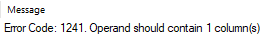 Message
Error Code: 1241. Operand should contain 1 column(s)